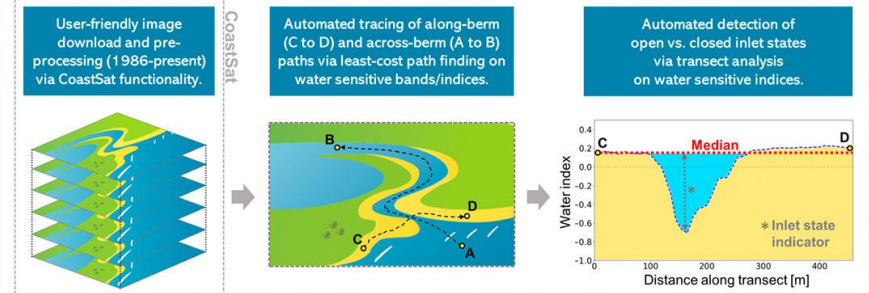 User-friendly image
download and pre-
processing (1986-present)
via CoastSat functionality.
CoastSat
Automated tracing of along-berm
(C to D) and across-berm (A to B)
paths via least-cost path finding on
water sensitive bands/indices.
Automated detection of
open vs. closed inlet states
via transect analysis
on water sensitive indices.
B
D
C
A
Water index
0.4
0.2
0.0
-0.2
-0.4
-0.6
-0.8
-1.0
C
Median
D
*
* Inlet state
indicator
0
100
200
300
400
Distance along transect [m]